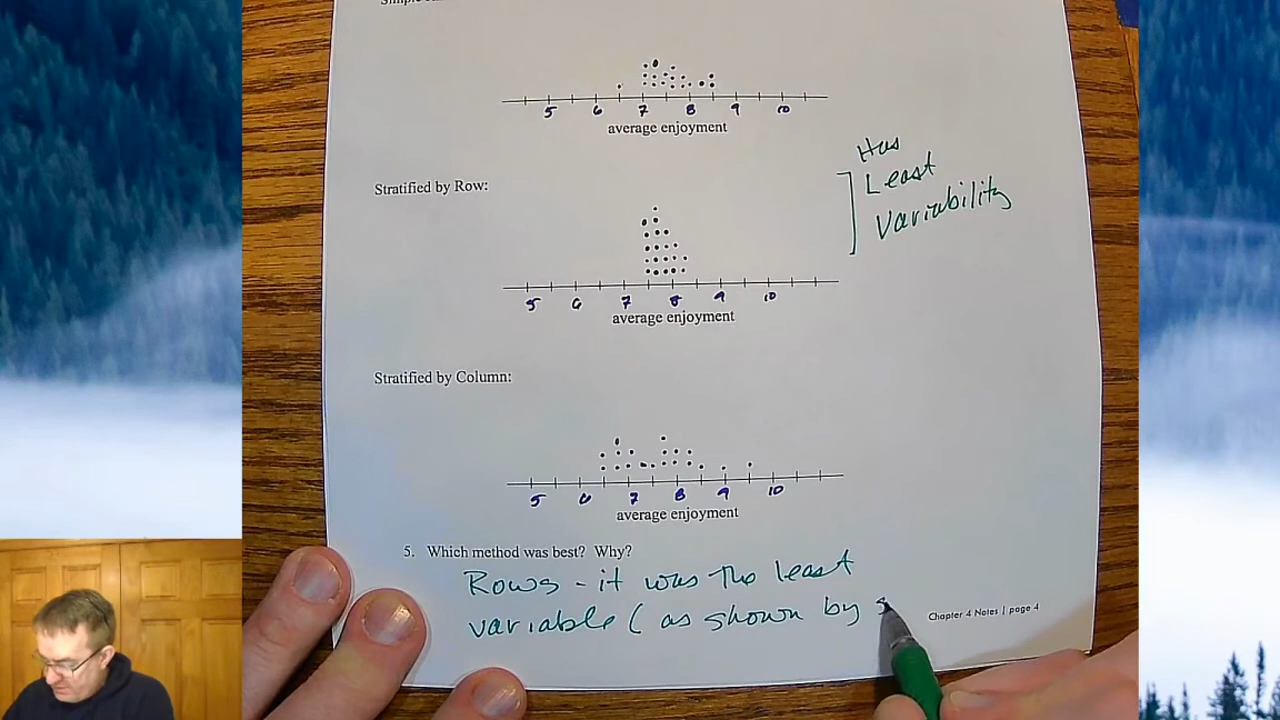 5 6 7 8 9 10
average enjoyment
Has
Least
Variability
Stratified by Row:
5 6 7 8 9 10
average enjoyment
Stratified by Column:
5 6 7 8 9 10
average enjoyment
5. Which method was best? Why?
Rows - it was the least
variable (as shown by
Chapter 4 Notes | page 4